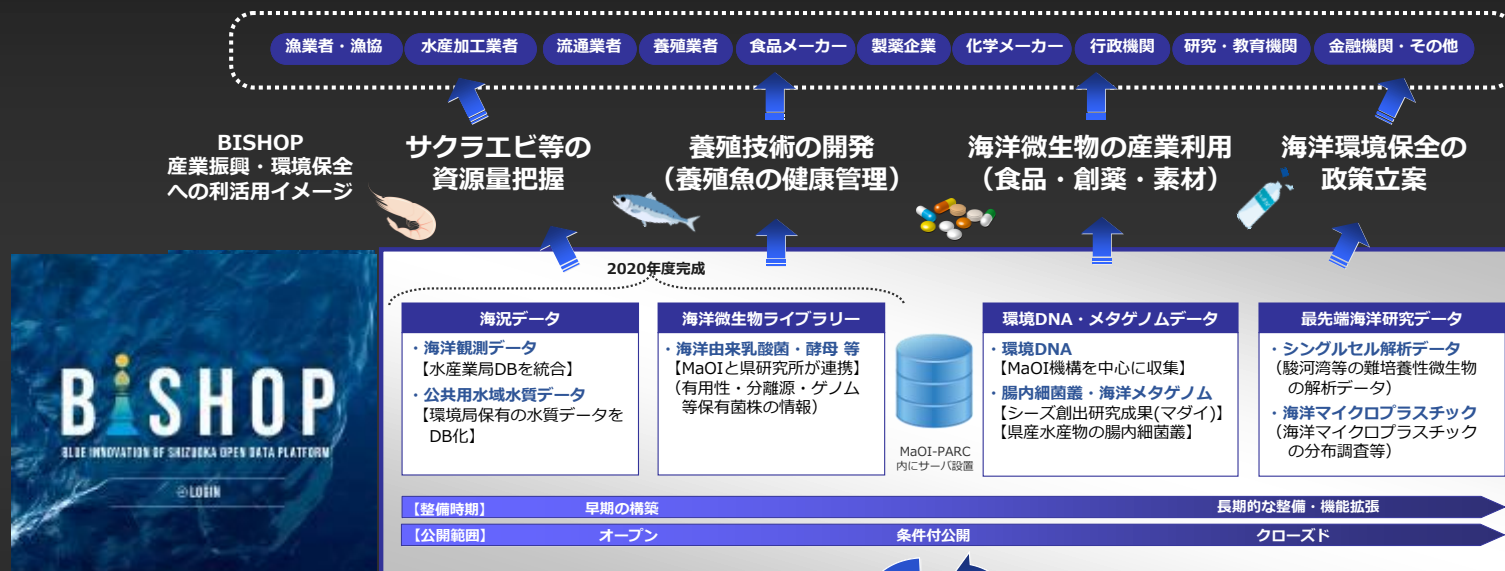 漁業者・漁協 水産加工業者 流通業者 養殖業者 食品メーカー 製薬企業 化学メーカー 行政機関 研究・教育機関 金融機関・その他
BISHOP
産業振興・環境保全
への利活用イメージ
サクラエビ等の
資源量把握
養殖技術の開発
（養殖魚の健康管理）
海洋微生物の産業利用
（食品・創薬・素材）
海洋環境保全の
政策立案
BISHOP
BLUE INNOVATION OF SHIZUOKA OPEN DATA PLATFORM
LOGIN
2020年度完成
海況データ
・海洋観測データ
【水産業局DBを統合】
・公共用水域水質データ
【環境局保有の水質データを
DB化】
海洋微生物ライブラリー
・海洋由来乳酸菌・酵母 等
【MaOIと県研究所が連携】
（有用性・分離源・ゲノム
等保有菌株の情報）
MaOI-PARC
内にサーバ設置
環境DNA・メタゲノムデータ
・環境DNA
【MaOI機構を中心に収集】
・腸内細菌叢・海洋メタゲノム
【シーズ創出研究成果(マダイ)】
【県産水産物の腸内細菌叢】
最先端海洋研究データ
・シングルセル解析データ
（駿河湾等の難培養性微生物
の解析データ）
・海洋マイクロプラスチック
（海洋マイクロプラスチック
の分布調査等）
【整備時期】 早期の構築 長期的な整備・機能拡張
【公開範囲】 オープン 条件付公開 クローズド